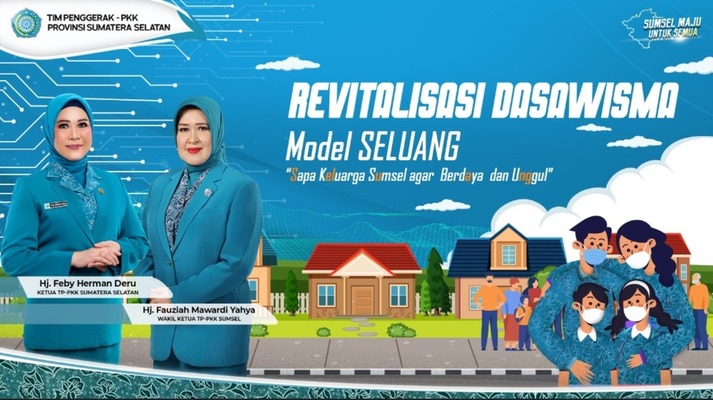 TIM PENGGERAK - PKK
PROVINSI SUMATERA SELATAN
SUMSEL MAJU
UNTUK SEMUA
REVITALISASI DASAWISMA
Model SELUANG
"Sapa Keluarga Sumsel agar Berdaya dan Unggul"
Hj. Feby Herman Deru
KETUA TP-PKK SUMATERA SELATAN
Hj. Fauziah Mawardi Yahya
WAKIL KETUA TP-PKK SUMSEL